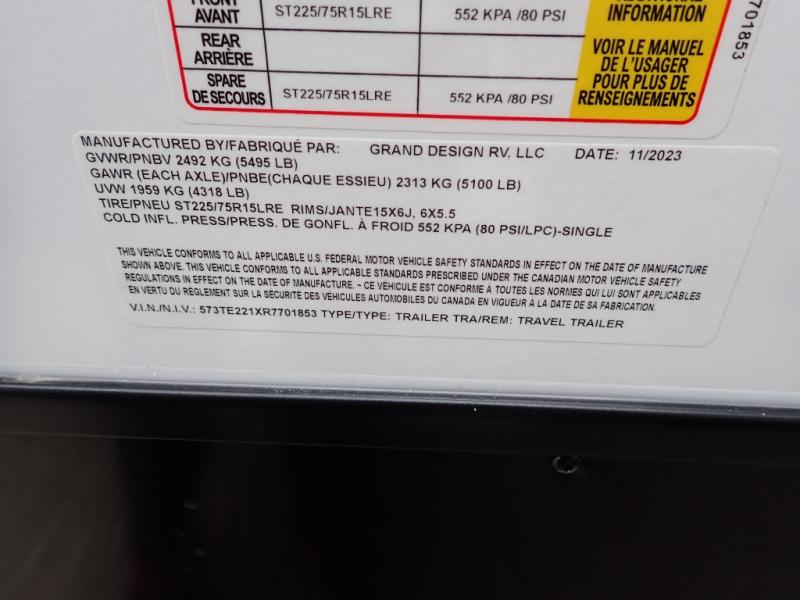 FRONT
AVANT
ST225/75R15LRE
552 KPA /80 PSI
REAR
ARRIÈRE
SPARE
DE SECOURS
ST225/75R15LRE
552 KPA /80 PSI
INFORMATION
VOIR LE MANUEL
DE L'USAGER
POUR PLUS DE
RENSEIGNEMENTS
701853
MANUFACTURED BY/FABRIQUÉ PAR: GRAND DESIGN RV, LLC DATE: 11/2023
GVWR/PNBV 2492 KG (5495 LB)
GAWR (EACH AXLE)/PNBE(CHAQUE ESSIEU) 2313 KG (5100 LB)
UVW 1959 KG (4318 LB)
TIRE/PNEU ST225/75R15LRE RIMS/JANTE15X6J, 6X5.5
COLD INFL. PRESS/PRESS. DE GONFL. À FROID 552 KPA (80 PSI/LPC)-SINGLE
THIS VEHICLE CONFORMS TO ALL APPLICABLE U.S. FEDERAL MOTOR VEHICLE SAFETY STANDARDS IN EFFECT ON THE DATE OF MANUFACTURE
SHOWN ABOVE. THIS VEHICLE CONFORMS TO ALL APPLICABLE STANDARDS PRESCRIBED UNDER THE CANADIAN MOTOR VEHICLE SAFETY
REGULATIONS IN EFFECT ON THE DATE OF MANUFACTURE. ~ CE VEHICULE EST CONFORME A TOUTES LES NORMES QUI LUI SONT APPLICABLES
EN VERTU DU RÈGLEMENT SUR LA SÉCURITE DES VEHICULES AUTOMOBILES DU CANADA EN VIGUEUR A LA DATE DE SA FABRICATION.
V.I.N./N.I.V.: 573TE221XR7701853 TYPE/TYPE: TRAILER TRA/REM: TRAVEL TRAILER